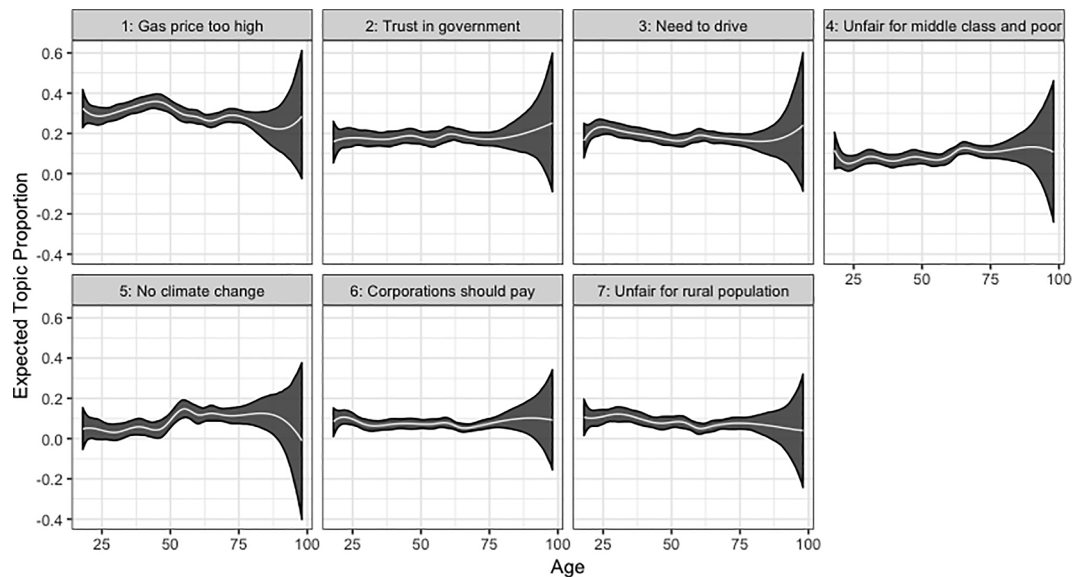 1: Gas price too high
2: Trust in government
3: Need to drive
4: Unfair for middle class and poor
0.6
0.4
0.2
0.0
-0.2
-0.4
25 50 75 100
5: No climate change
6: Corporations should pay
7: Unfair for rural population
0.6
0.4
0.2
0.0
-0.2
-0.4
25 50 75 100
25 50 75 100
25 50 75 100
Expected Topic Proportion
Age